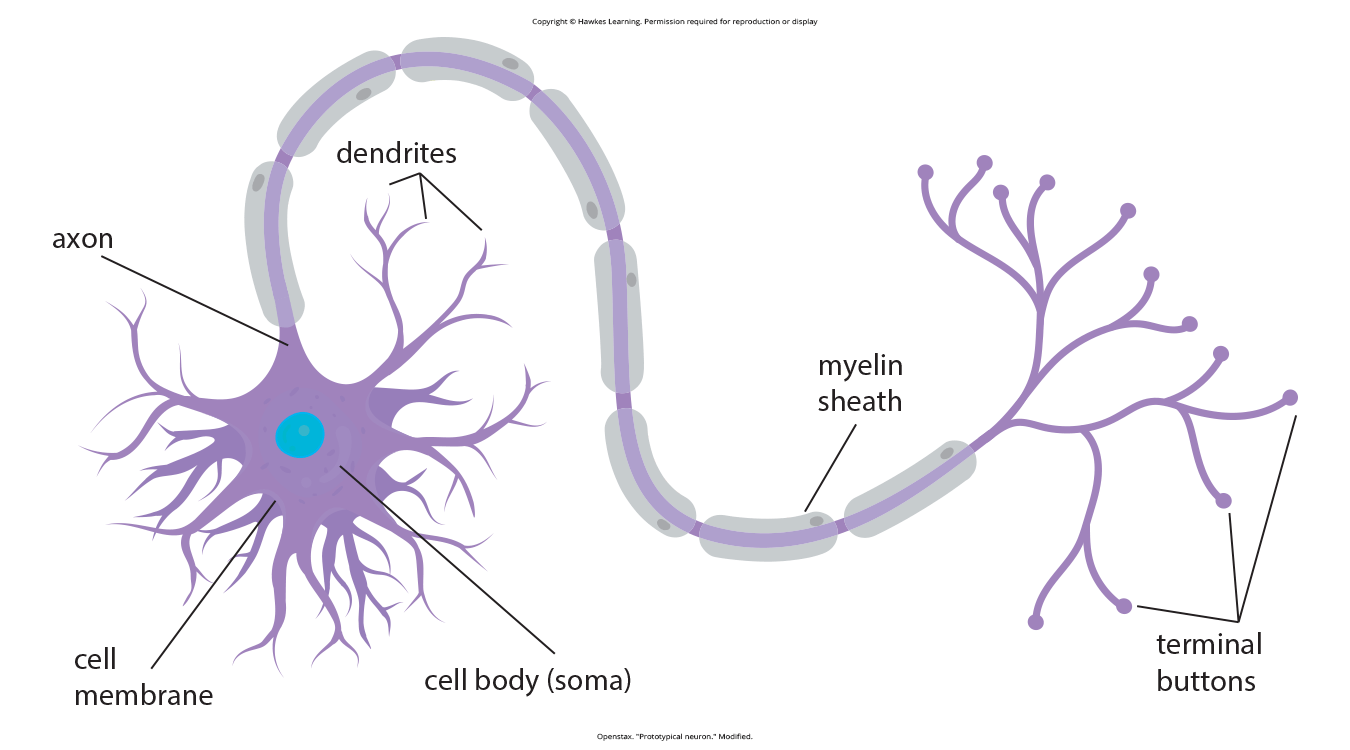 Copyright © Hawkes Learning. Permission required for reproduction or display
dendrites
axon
myelin
sheath
cell
membrane
cell body (soma)
terminal
buttons
Openstax. "Prototypical neuron." Modified.